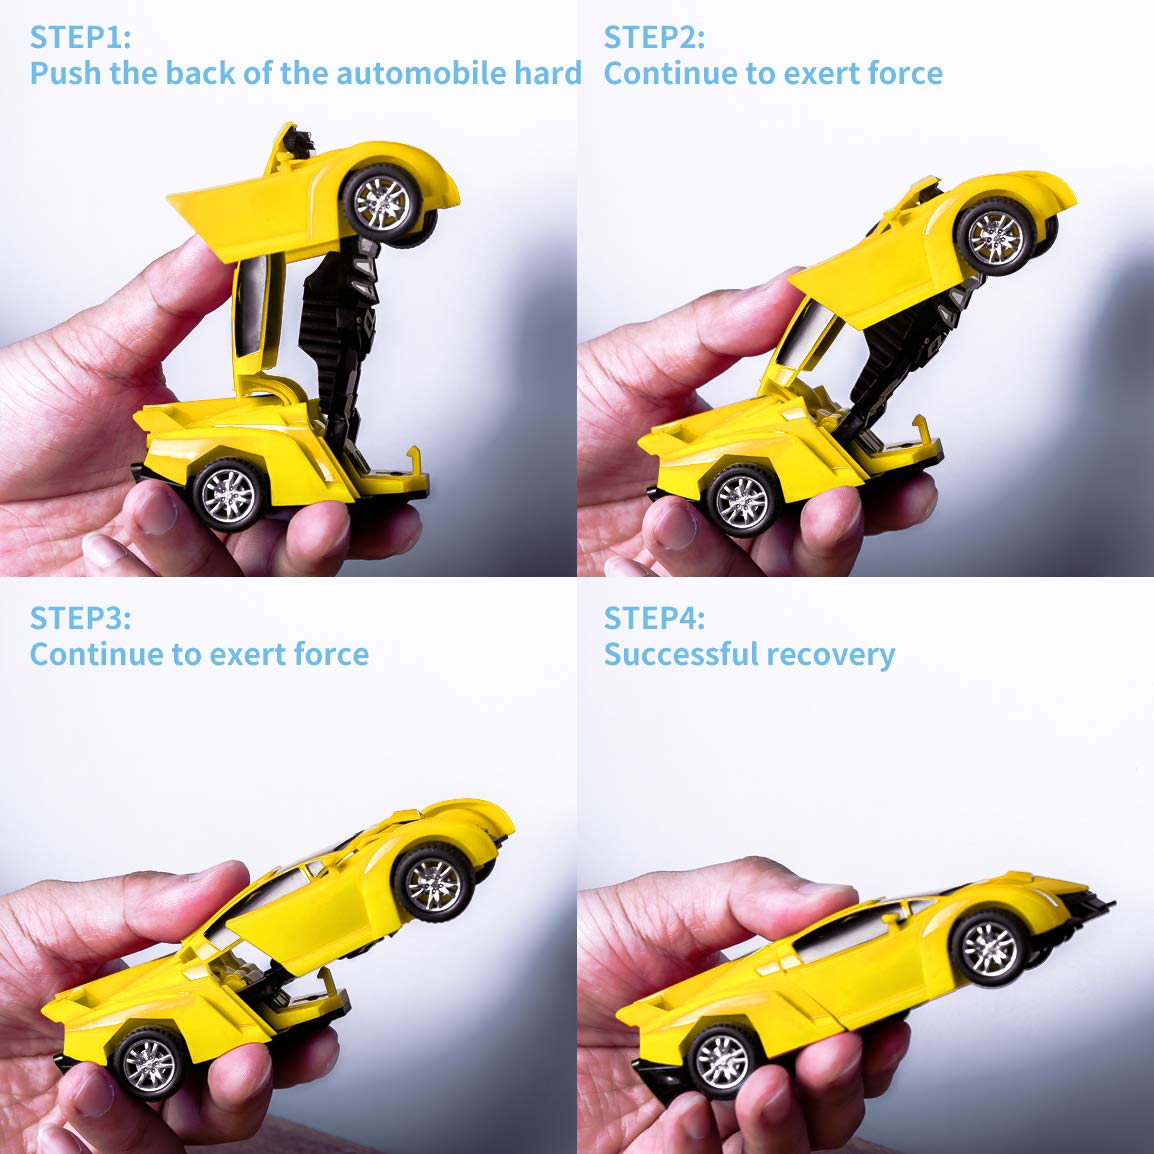 STEP1:
Push the back of the automobile hard
STEP2:
Continue to exert force
STEP3:
Continue to exert force
STEP4:
Successful recovery